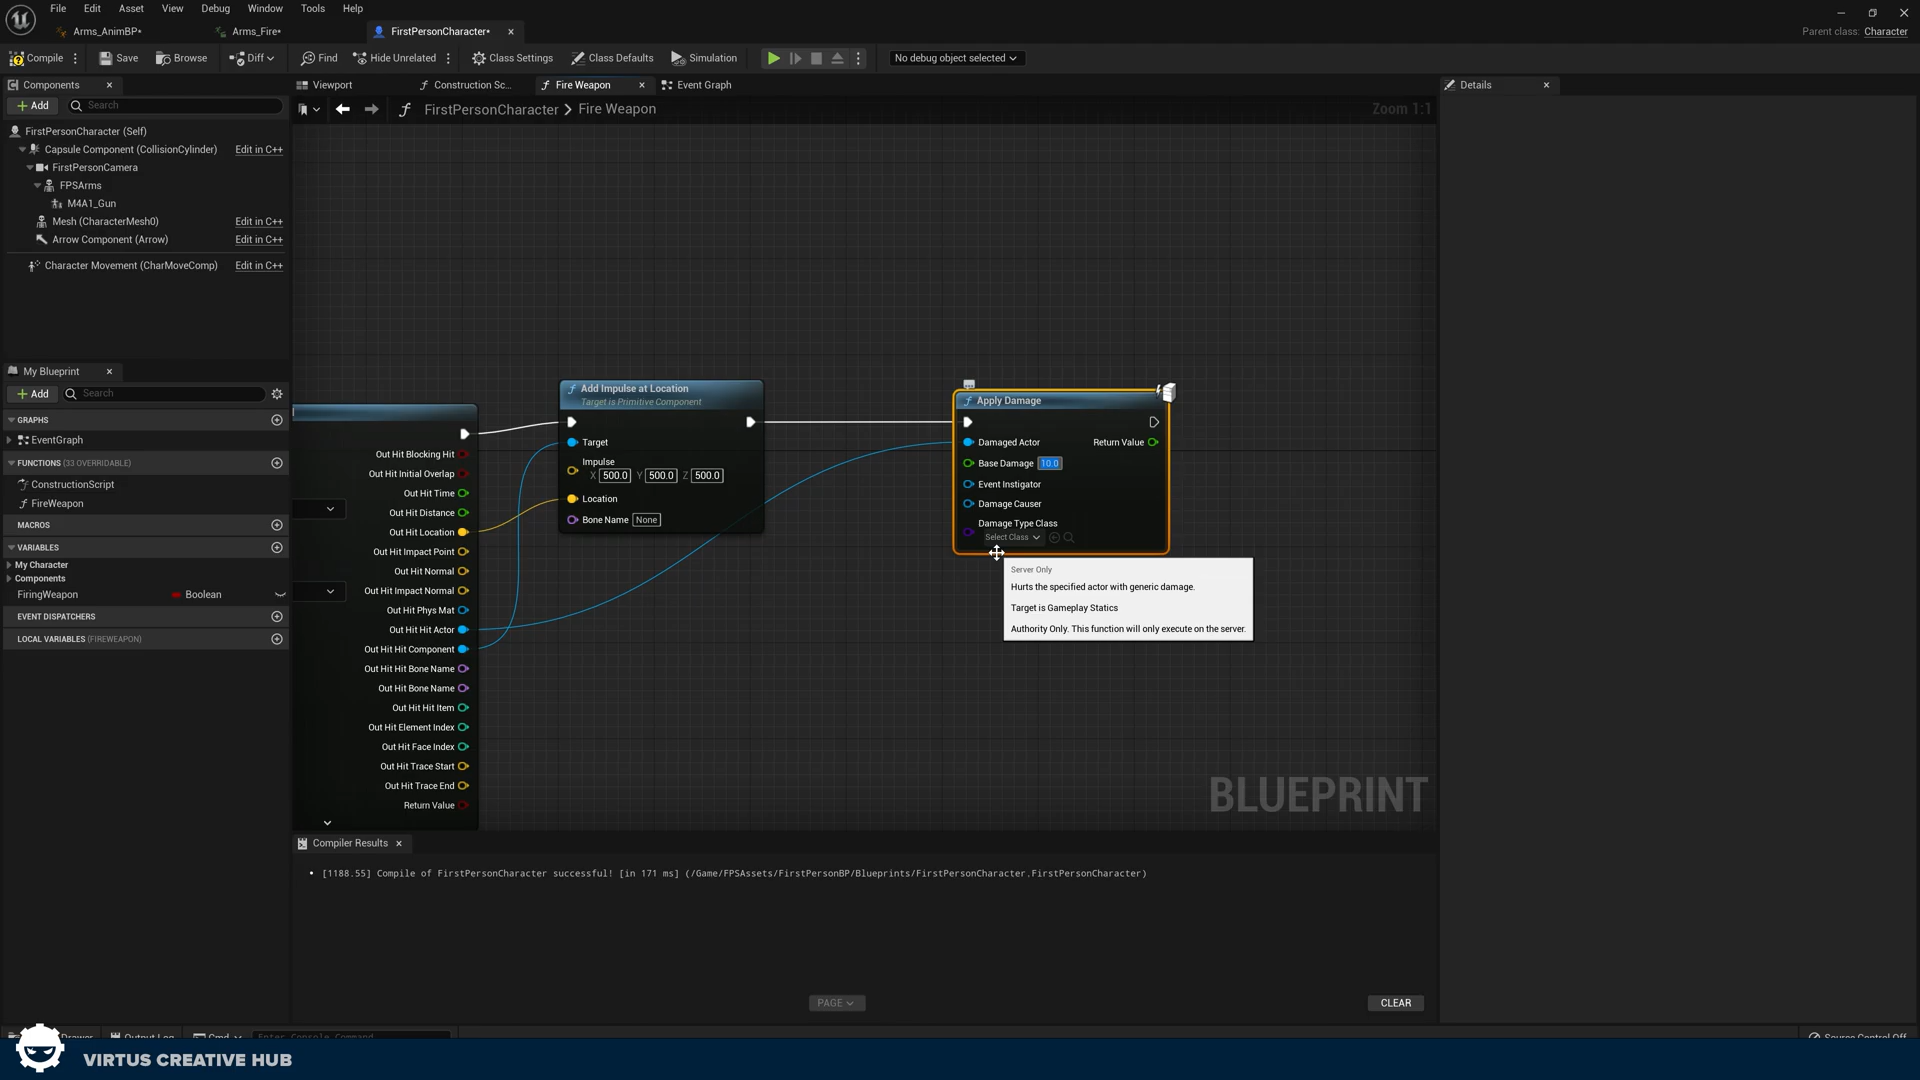 File Edit Asset View Debug Window Tools Help
Arms_AnimBP* Arms_Fire* FirstPersonCharacter*
Parent class: Character
Compile Save Browse Diff Find Hide Unrelated Class Settings Class Defaults Simulation No debug object selected
Components
Add Search
FirstPersonCharacter (Self)
Capsule Component (CollisionCylinder) Edit in C++
FirstPersonCamera
FPSArms
M4A1_Gun
Mesh (CharacterMesh0) Edit in C++
Arrow Component (Arrow) Edit in C++
Character Movement (CharMoveComp) Edit in C++
My Blueprint
Add Search
GRAPHS
EventGraph
FUNCTIONS (33 OVERRIDABLE)
ConstructionScript
FireWeapon
MACROS
VARIABLES
My Character
Components
FiringWeapon Boolean
EVENT DISPATCHERS
LOCAL VARIABLES (FIREWEAPON)
Viewport Construction Sc... Fire Weapon Event Graph
FirstPersonCharacter > Fire Weapon
Zoom 1:1
Out Hit Blocking Hit
Out Hit Initial Overlap
Out Hit Time
Out Hit Distance
Out Hit Location
Out Hit Impact Point
Out Hit Normal
Out Hit Impact Normal
Out Hit Phys Mat
Out Hit Hit Actor
Out Hit Hit Component
Out Hit Hit Bone Name
Out Hit Bone Name
Out Hit Hit Item
Out Hit Element Index
Out Hit Face Index
Out Hit Trace Start
Out Hit Trace End
Return Value
Add Impulse at Location
Target is Primitive Component
Target
Impulse
X 500.0 Y 500.0 Z 500.0
Location
Bone Name None
Apply Damage
Damaged Actor Return Value
Base Damage 10.0
Event Instigator
Damage Causer
Damage Type Class
Select Class
Server Only
Hurts the specified actor with generic damage.
Target is Gameplay Statics
Authority Only. This function will only execute on the server.
BLUEPRINT
Details
Compiler Results
[1188.55] Compile of FirstPersonCharacter successful! [in 171 ms] (/Game/FPSAssets/FirstPersonBP/Blueprints/FirstPersonCharacter.FirstPersonCharacter)
PAGE
CLEAR
Drawer Output Log Cmd Enter Console Command
Source Control Off
VIRTUS CREATIVE HUB